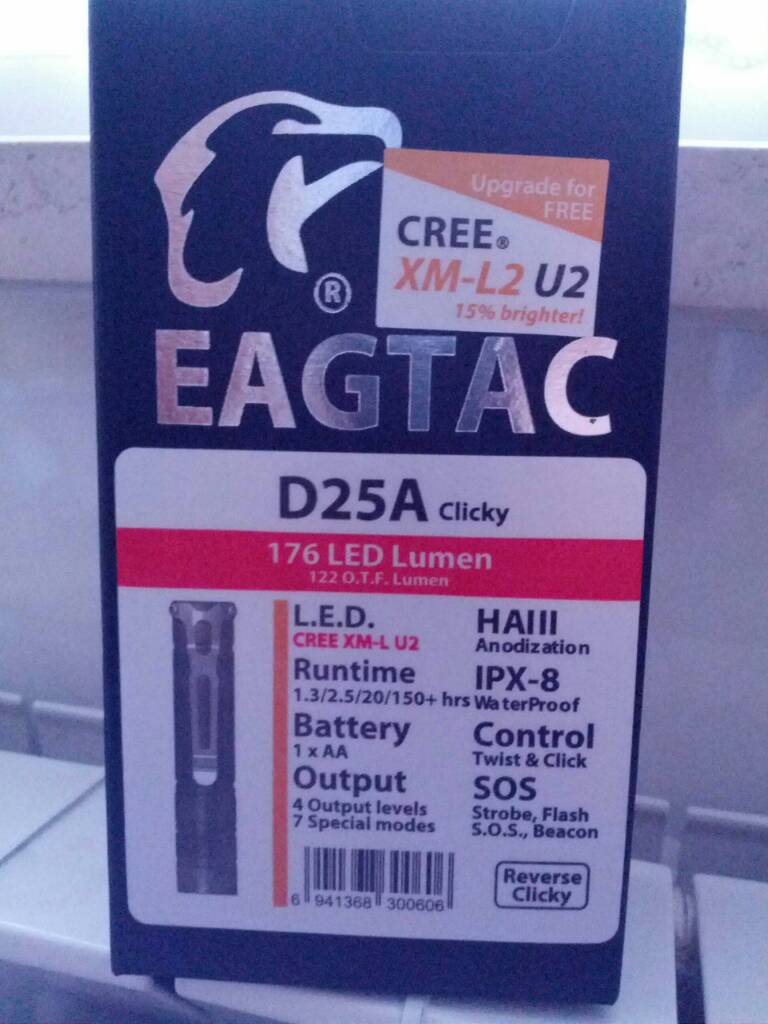 Upgrade for
FREE
CREE®
XM-L2 U2
15% brighter!
®
EAGTAC
D25A Clicky
176 LED Lumen
122 O.T.F. Lumen
L.E.D.
CREE XM-L U2
Runtime
1.3/2.5/20/150+ hrs
Battery
1 x AA
Output
4 Output levels
7 Special modes
HAIII
Anodization
IPX-8
WaterProof
Control
Twist & Click
SOS
Strobe, Flash
S.O.S., Beacon
6 941368 300606
Reverse
Clicky